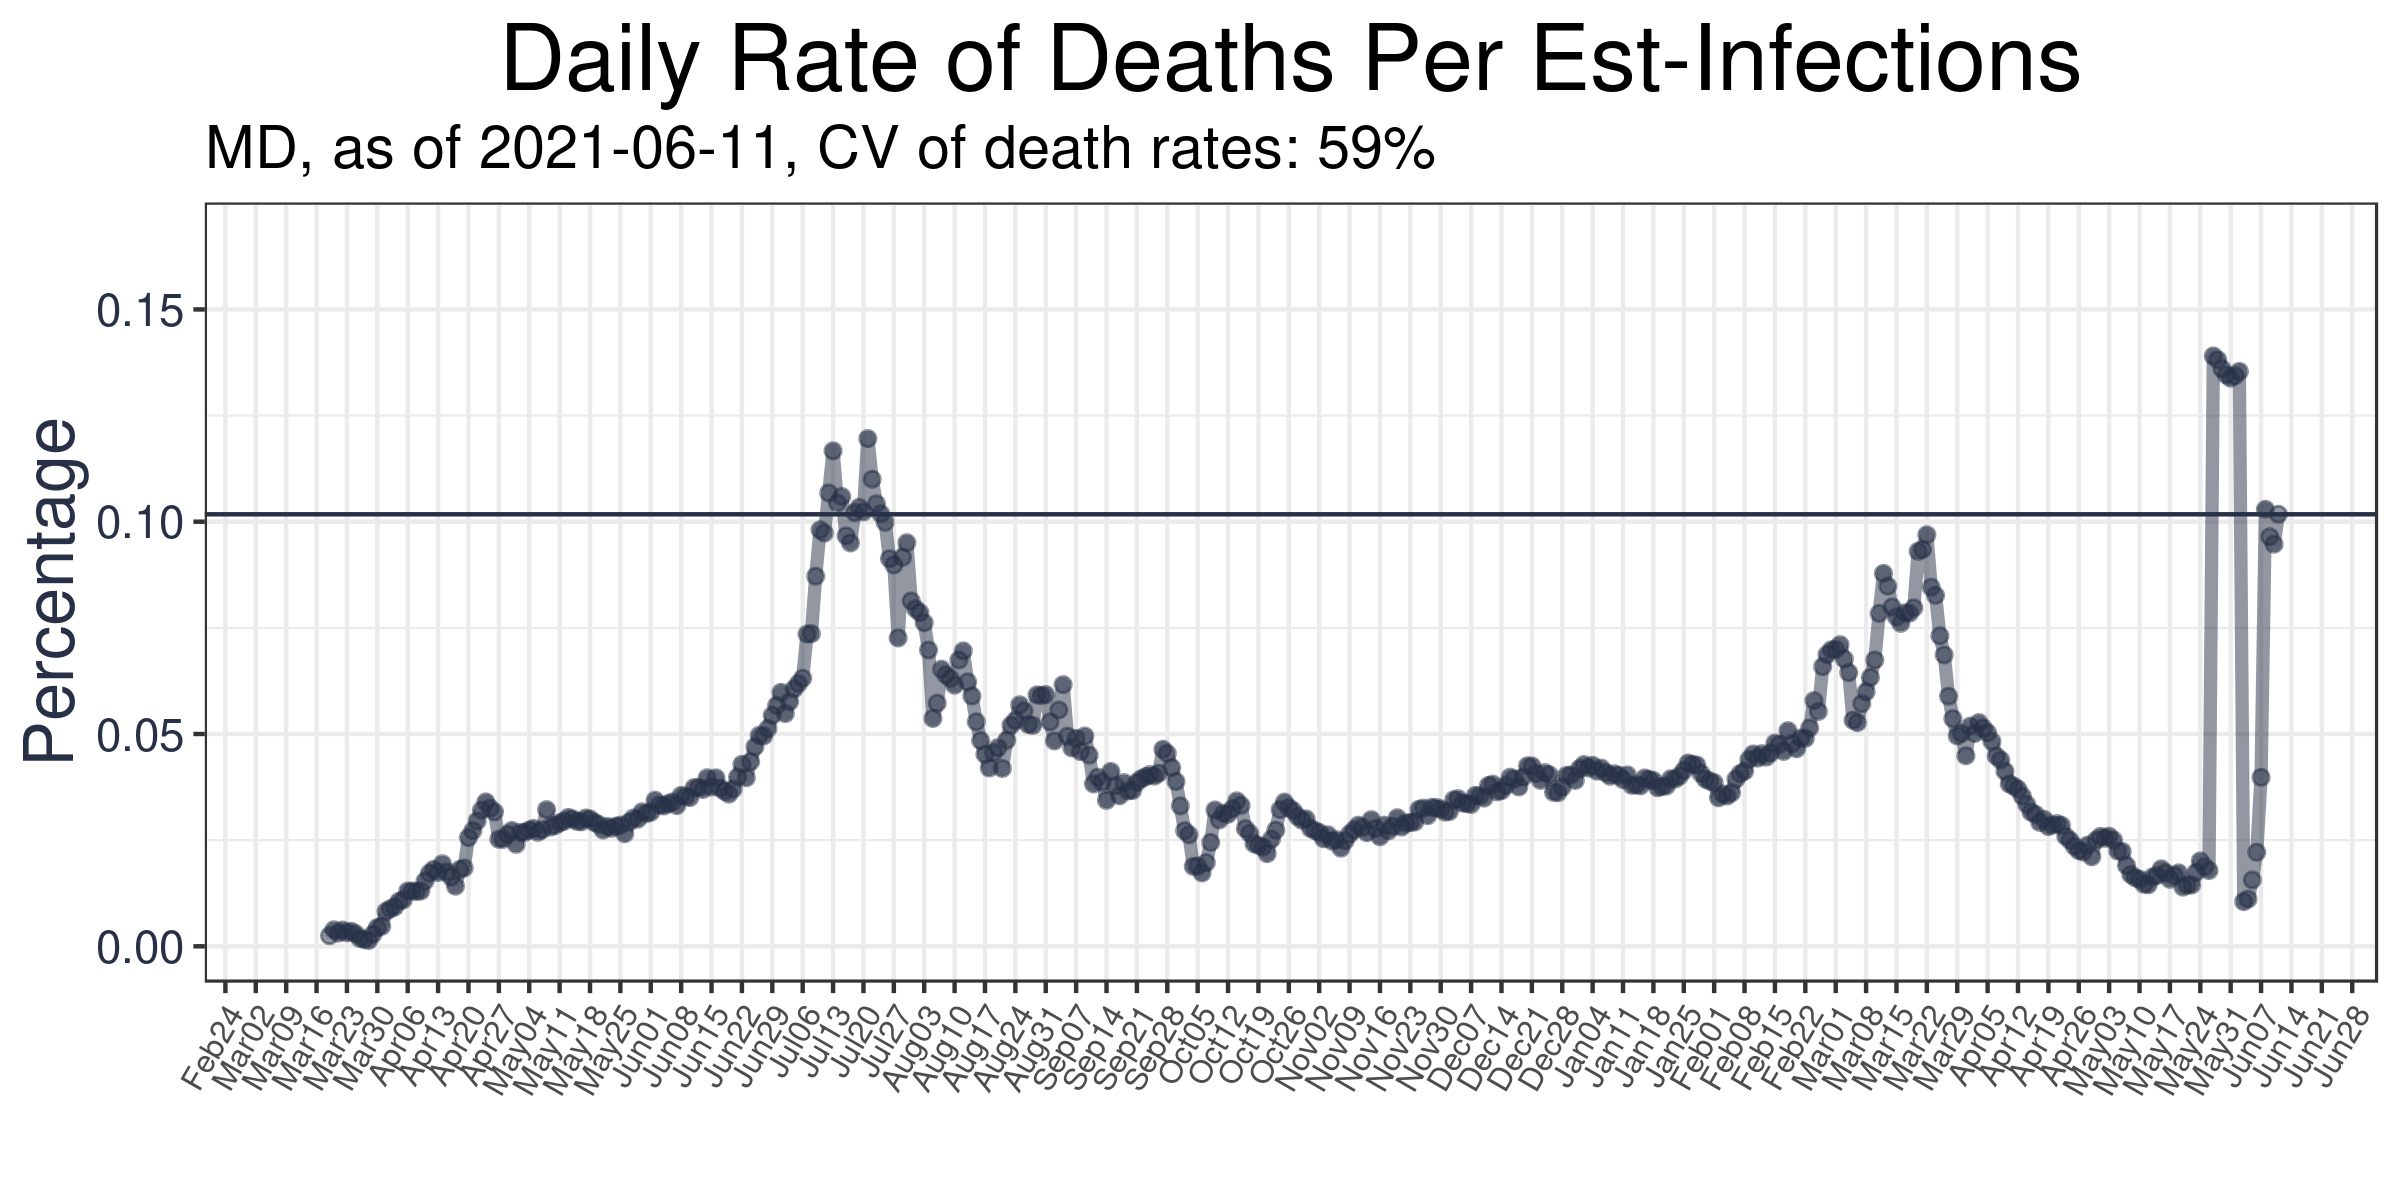 Daily Rate of Deaths Per Est-Infections
MD, as of 2021-06-11, CV of death rates: 59%
Percentage
0.15
0.10
0.05
0.00
Feb24
Mar02
Mar09
Mar16
Mar23
Mar30
Apr06
Apr13
Apr20
Apr27
May04
May11
May18
May25
Jun01
Jun08
Jun15
Jun22
Jun29
Jul06
Jul13
Jul20
Jul27
Aug03
Aug10
Aug17
Aug24
Aug31
Sep07
Sep14
Sep21
Sep28
Oct05
Oct12
Oct19
Oct26
Nov02
Nov09
Nov16
Nov23
Nov30
Dec07
Dec14
Dec21
Dec28
Jan04
Jan11
Jan18
Jan25
Feb01
Feb08
Feb15
Feb22
Mar01
Mar08
Mar15
Mar22
Mar29
Apr05
Apr12
Apr19
Apr26
May03
May10
May17
May24
May31
Jun07
Jun14
Jun21
Jun28